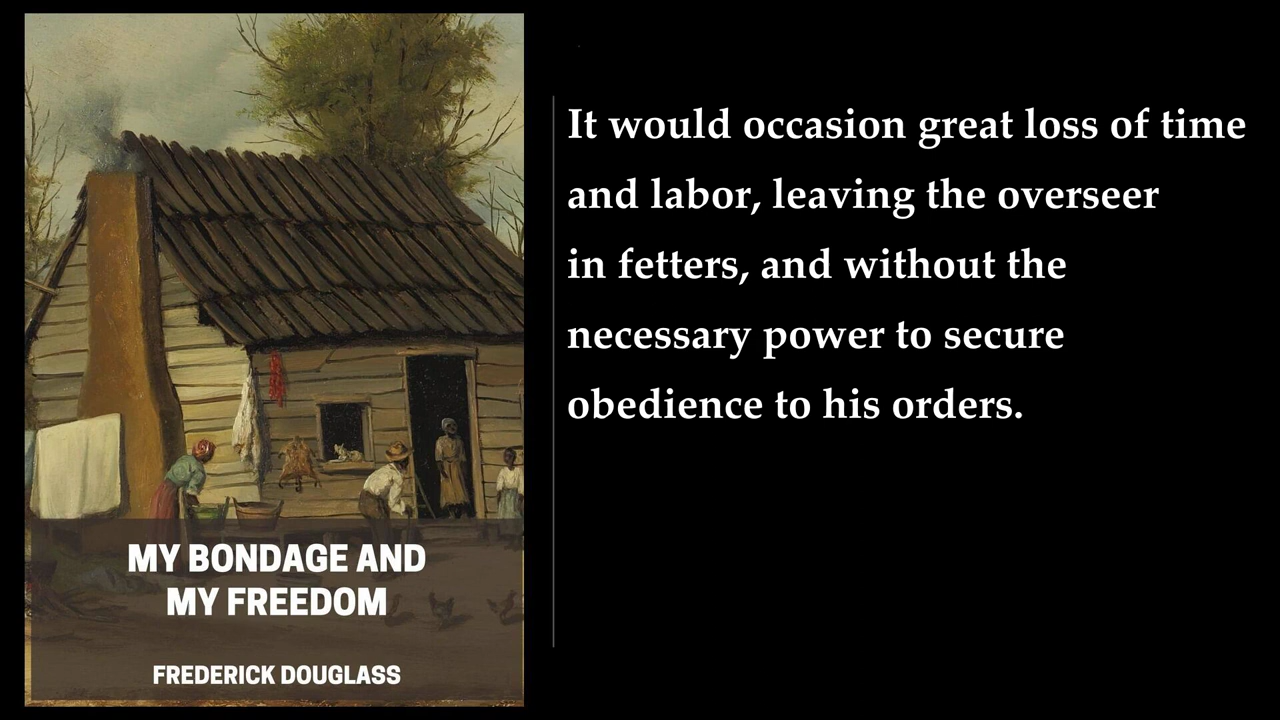 It would occasion great loss of time
and labor, leaving the overseer
in fetters, and without the
necessary power to secure
obedience to his orders.
MY BONDAGE AND
MY FREEDOM
FREDERICK DOUGLASS